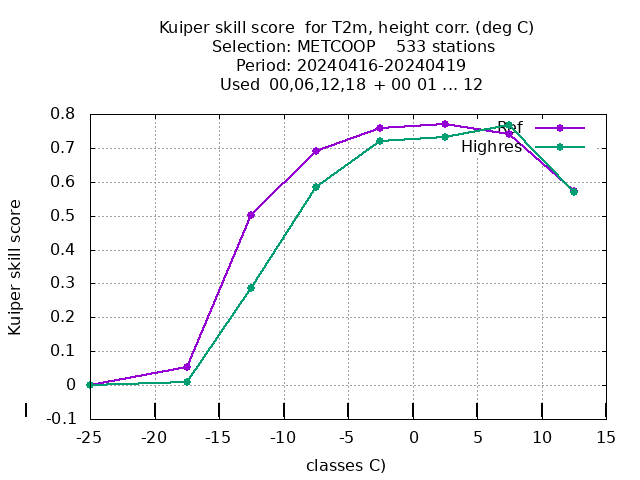 Kuiper skill score for T2m, height corr. (deg C)
Selection: METCOOP 533 stations
Period: 20240416-20240419
Used 00,06,12,18 + 00 01 ... 12
0.8
0.7
0.6
0.5
0.4
0.3
0.2
0.1
0
-0.1
Kuiper skill score
Ref
Highres
-25 -20 -15 -10 -5 0 5 10 15
classes C)